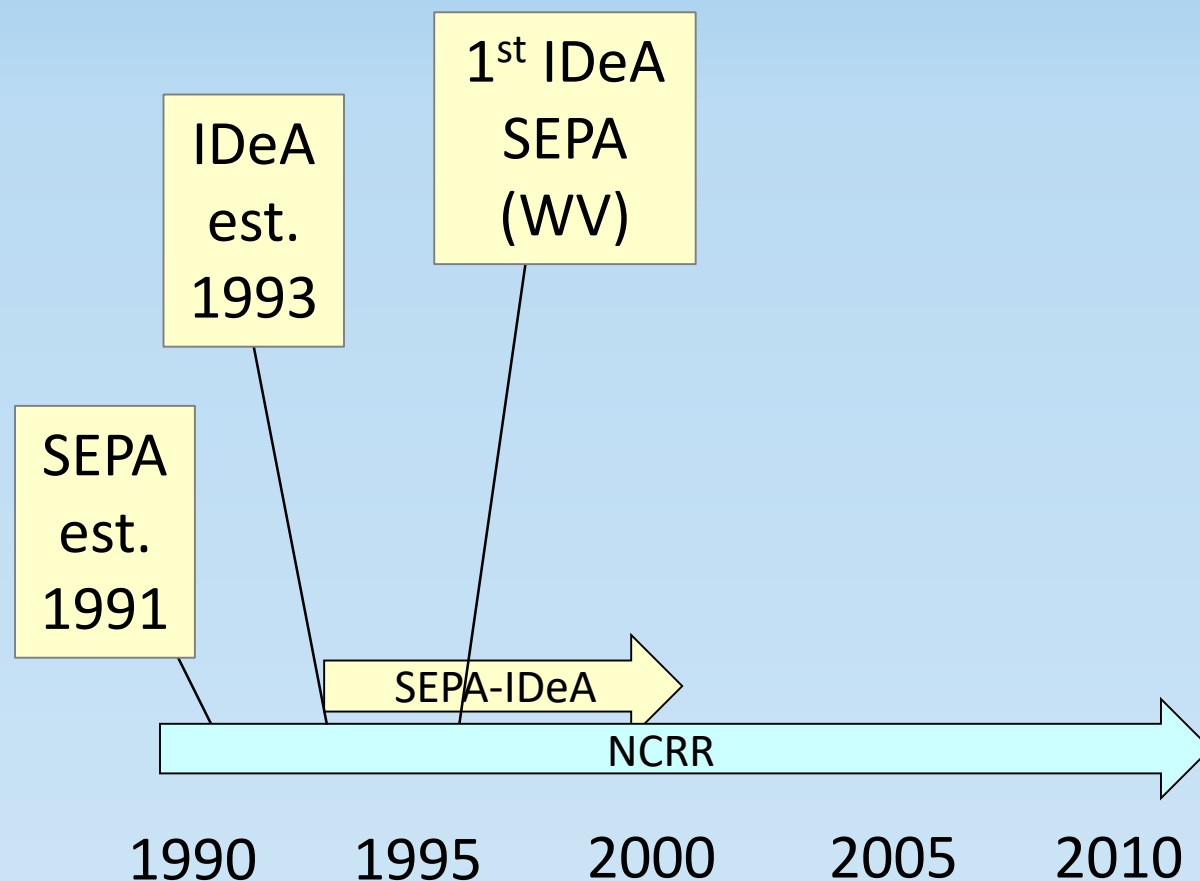 1st IDeA
SEPA
(WV)
IDeA
est.
1993
SEPA
est.
1991
SEPA-IDeA
NCRR
1990 1995 2000 2005 2010